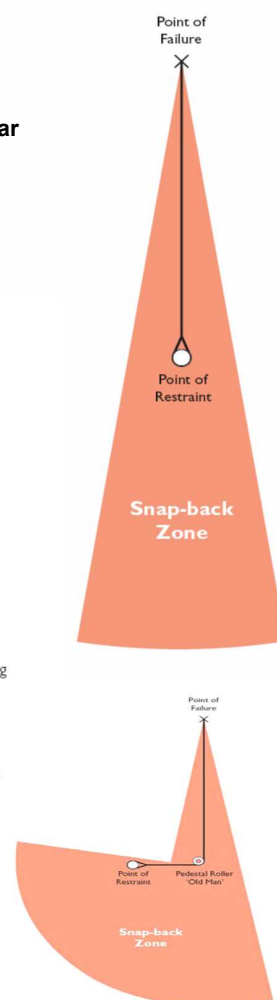 Point of
Failure
ar
Point of
Restraint
Snap-back
Zone
g
Point of
Failure
Point of
Restraint
Pedestal Roller
'Old Man'
Snap-back
Zone